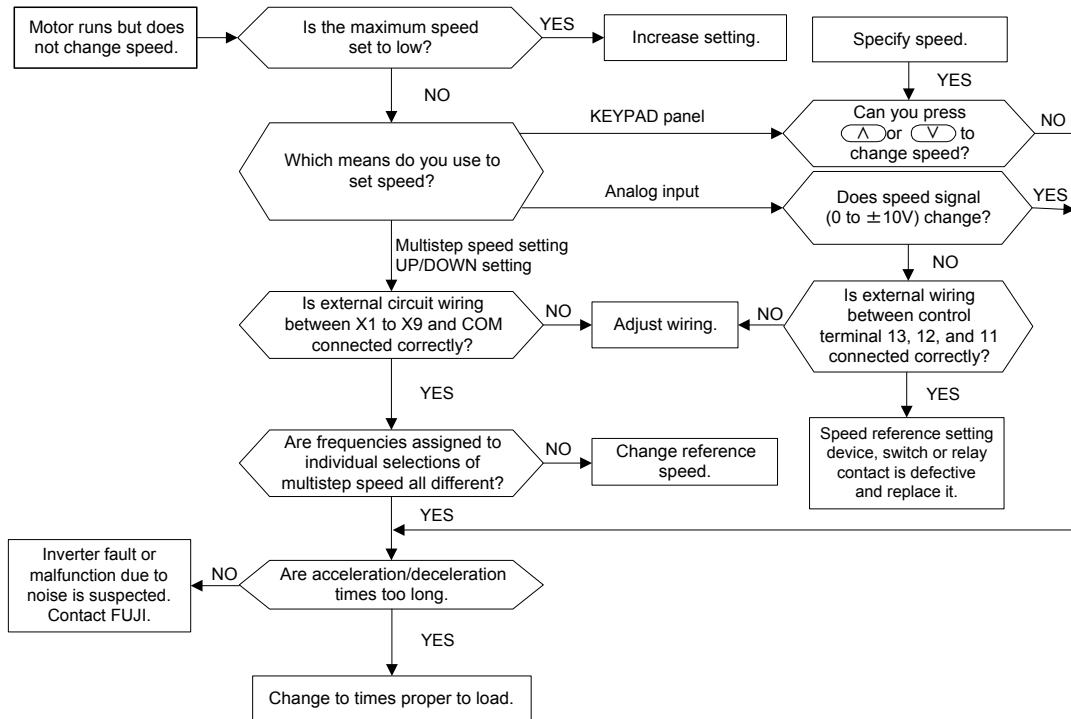 Motor runs but does
not change speed.
Is the maximum speed
set to low?
YES
Increase setting.
Specify speed.
YES
NO
KEYPAD panel
Can you press
∧ or ∨ to
change speed?
NO
Which means do you use to
set speed?
Analog input
Does speed signal
(0 to ±10V) change?
YES
NO
Multistep speed setting
UP/DOWN setting
Is external circuit wiring
between X1 to X9 and COM
connected correctly?
NO
Adjust wiring.
NO
Is external wiring
between control
terminal 13, 12, and 11
connected correctly?
YES
YES
Are frequencies assigned to
individual selections of
multistep speed all different?
NO
Change reference
speed.
Speed reference setting
device, switch or relay
contact is defective
and replace it.
YES
Inverter fault or
malfunction due to
noise is suspected.
Contact FUJI.
NO
Are acceleration/deceleration
times too long.
YES
Change to times proper to load.